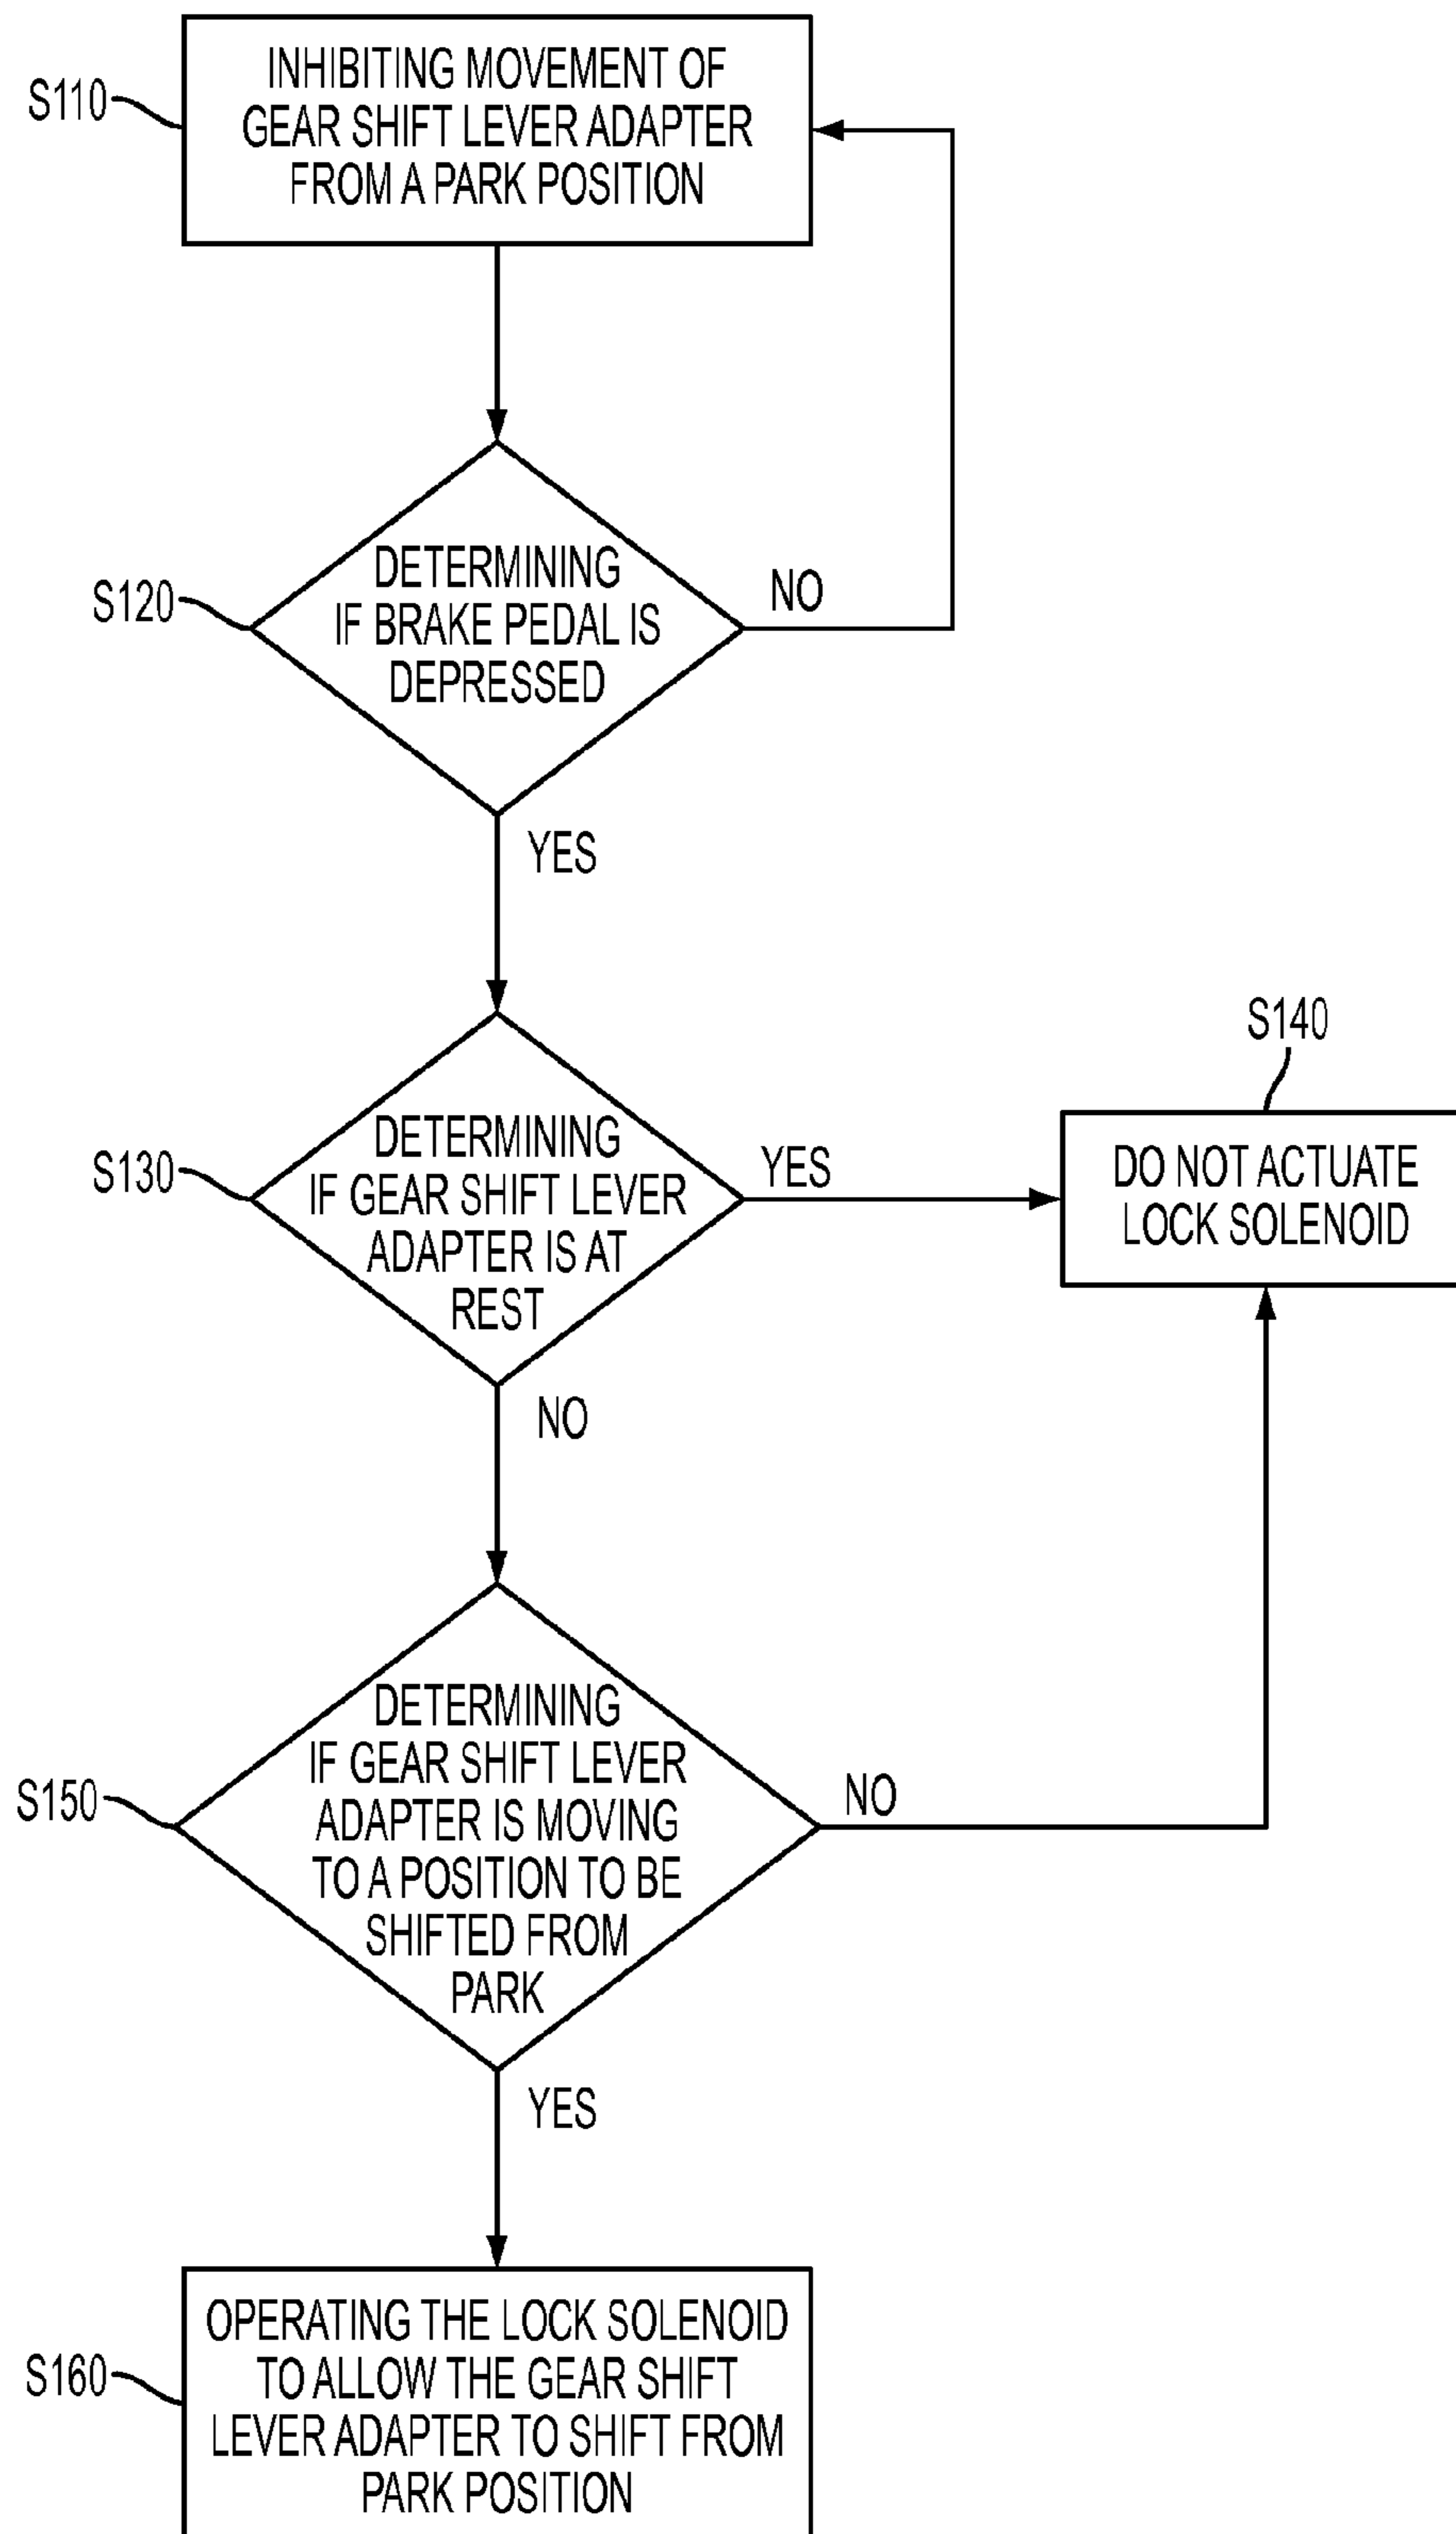 INHIBITING MOVEMENT OF
GEAR SHIFT LEVER ADAPTER
FROM A PARK POSITION
S110
DETERMINING
IF BRAKE PEDAL IS
DEPRESSED
S120
NO
YES
DETERMINING
IF GEAR SHIFT LEVER
ADAPTER IS AT
REST
S130
YES
S140
DO NOT ACTUATE
LOCK SOLENOID
NO
DETERMINING
IF GEAR SHIFT LEVER
ADAPTER IS MOVING
TO A POSITION TO BE
SHIFTED FROM
PARK
S150
NO
YES
OPERATING THE LOCK SOLENOID
TO ALLOW THE GEAR SHIFT
LEVER ADAPTER TO SHIFT FROM
PARK POSITION
S160